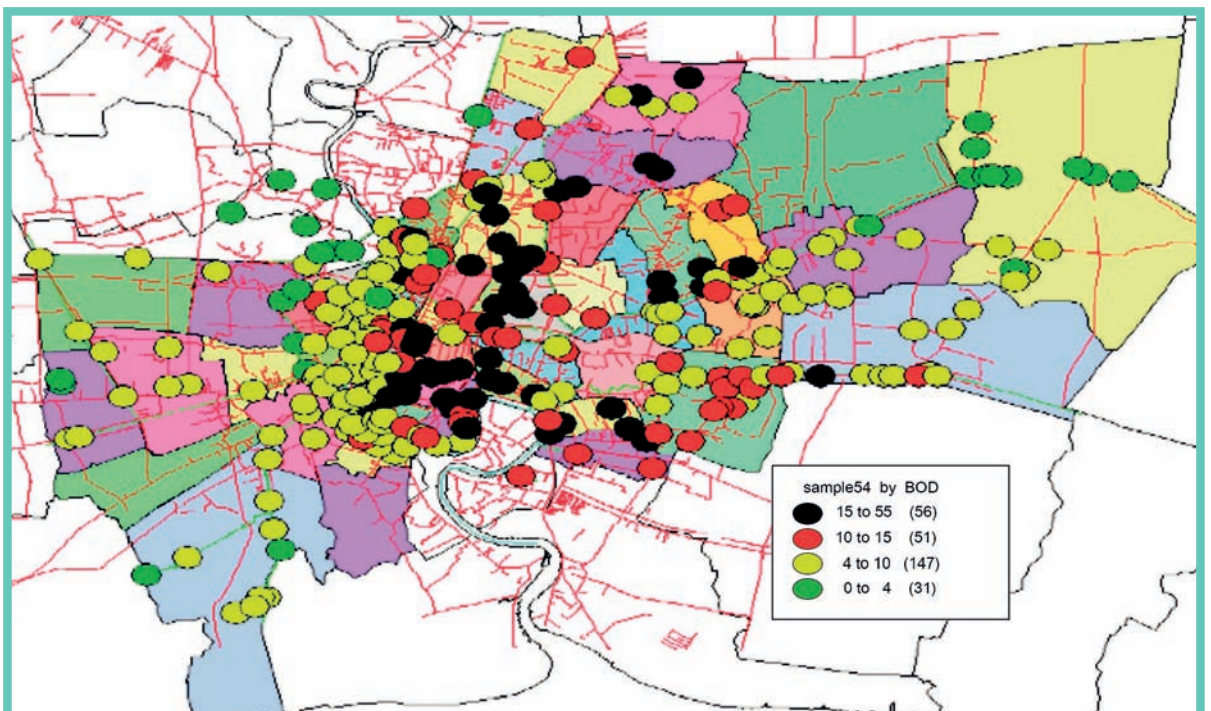 sample54 by BOD
15 to 55 (56)
10 to 15 (51)
4 to 10 (147)
0 to 4 (31)